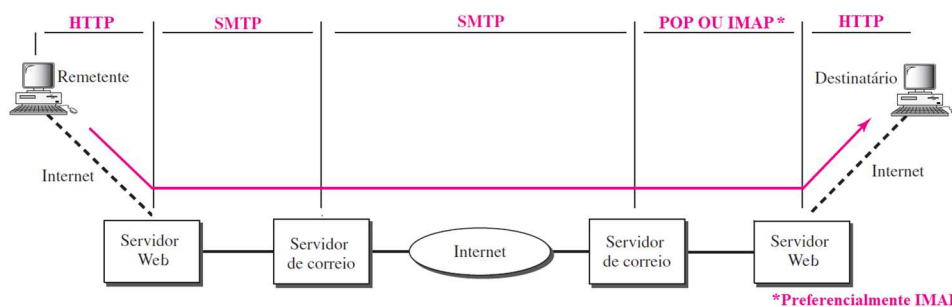 HTTP SMTP SMTP POP OU IMAP * HTTP
Remetente Destinatário
Internet Internet
Servidor Web
Servidor de correio
Internet
Servidor de correio
Servidor Web
*Preferencialmente IMAP